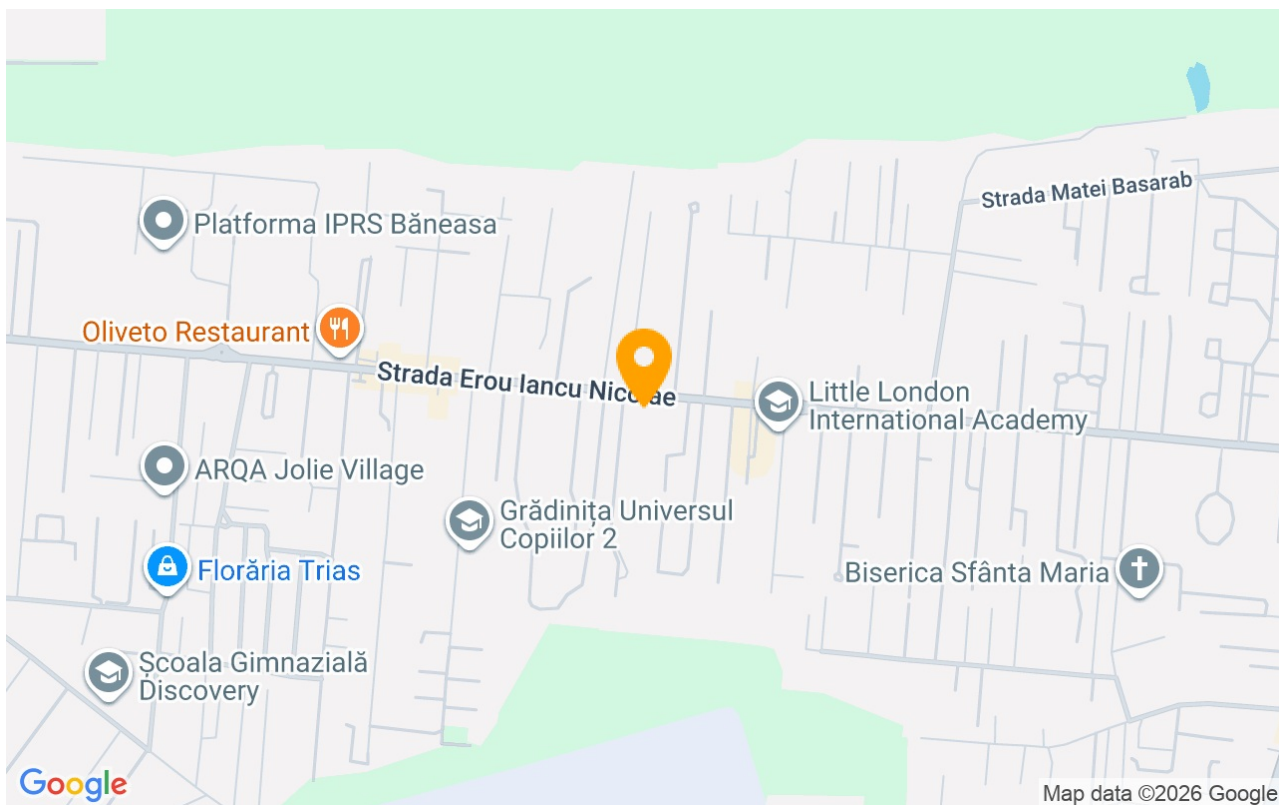 Strada Matei Basarab
Platforma IPRS Băneasa
Oliveto Restaurant
Strada Erou Iancu Nicolae
Little London
International Academy
ARQA Jolie Village
Grădinița Universul
Copiilor 2
Florăria Trias
Biserica Sfânta Maria
Școala Gimnazială
Discovery
Google
Map data ©2026 Google